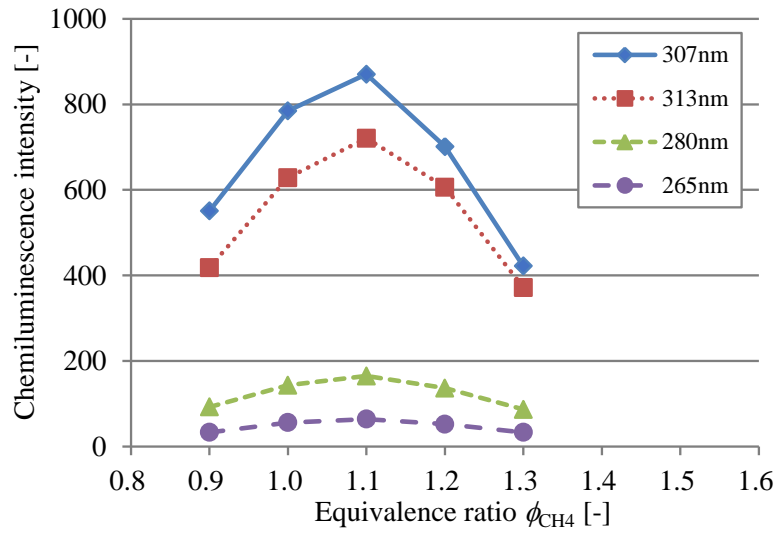 Chemiluminescence intensity [-]
1000
800
600
400
200
0
307nm
313nm
280nm
265nm
0.8 0.9 1.0 1.1 1.2 1.3 1.4 1.5 1.6
Equivalence ratio ϕCH4 [-]